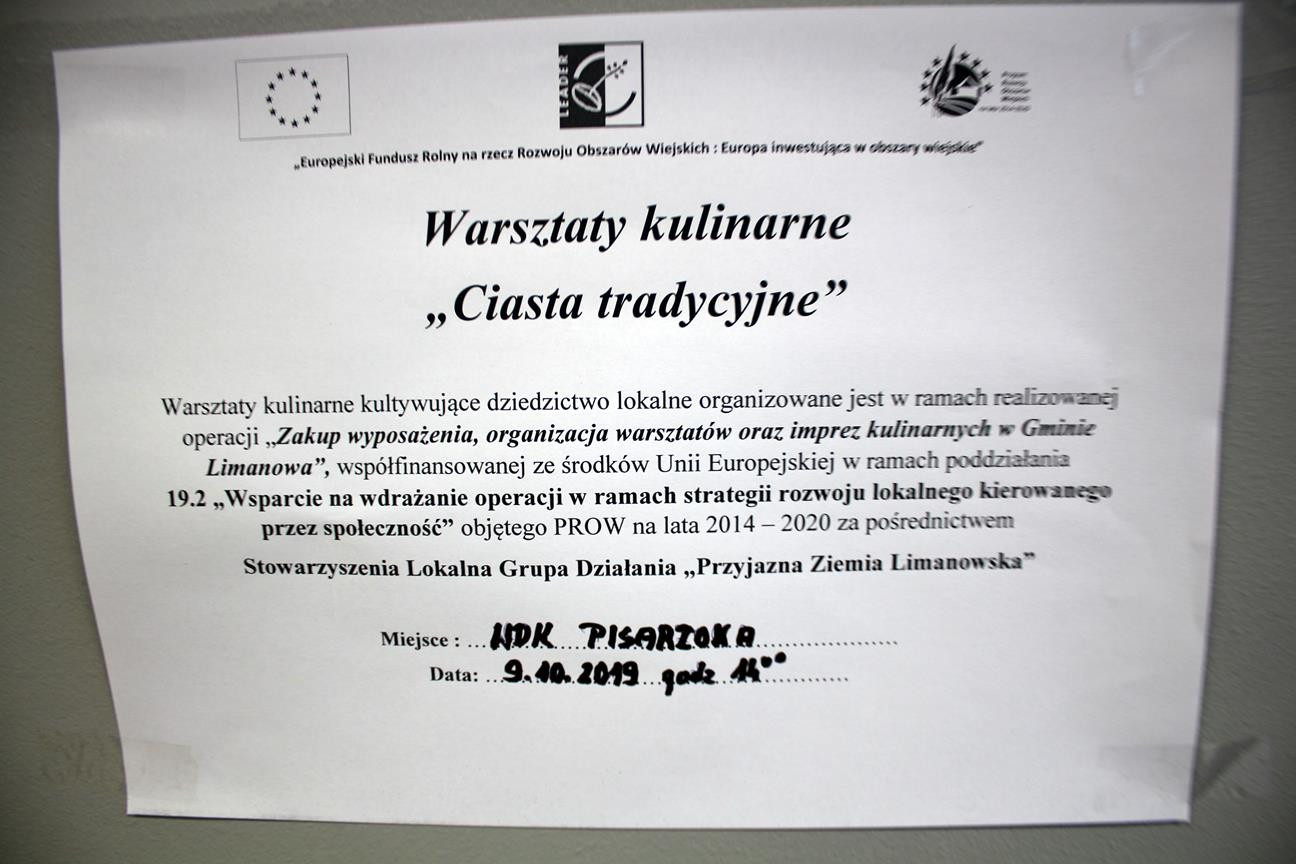 LEADER
„Europejski Fundusz Rolny na rzecz Rozwoju Obszarów Wiejskich : Europa inwestująca w obszary wiejskie"
Warsztaty kulinarne
„Ciasta tradycyjne”
Warsztaty kulinarne kultywujące dziedzictwo lokalne organizowane jest w ramach realizowanej
operacji „Zakup wyposażenia, organizacja warsztatów oraz imprez kulinarnych w Gminie
Limanowa”, współfinansowanej ze środków Unii Europejskiej w ramach poddziałania
19.2 „Wsparcie na wdrażanie operacji w ramach strategii rozwoju lokalnego kierowanego
przez społeczność” objętego PROW na lata 2014 – 2020 za pośrednictwem
Stowarzyszenia Lokalna Grupa Działania „Przyjazna Ziemia Limanowska”
Miejsce : ... WDK PISARZOKA
Data: ... 9.10.2019 godz 14⁰⁰